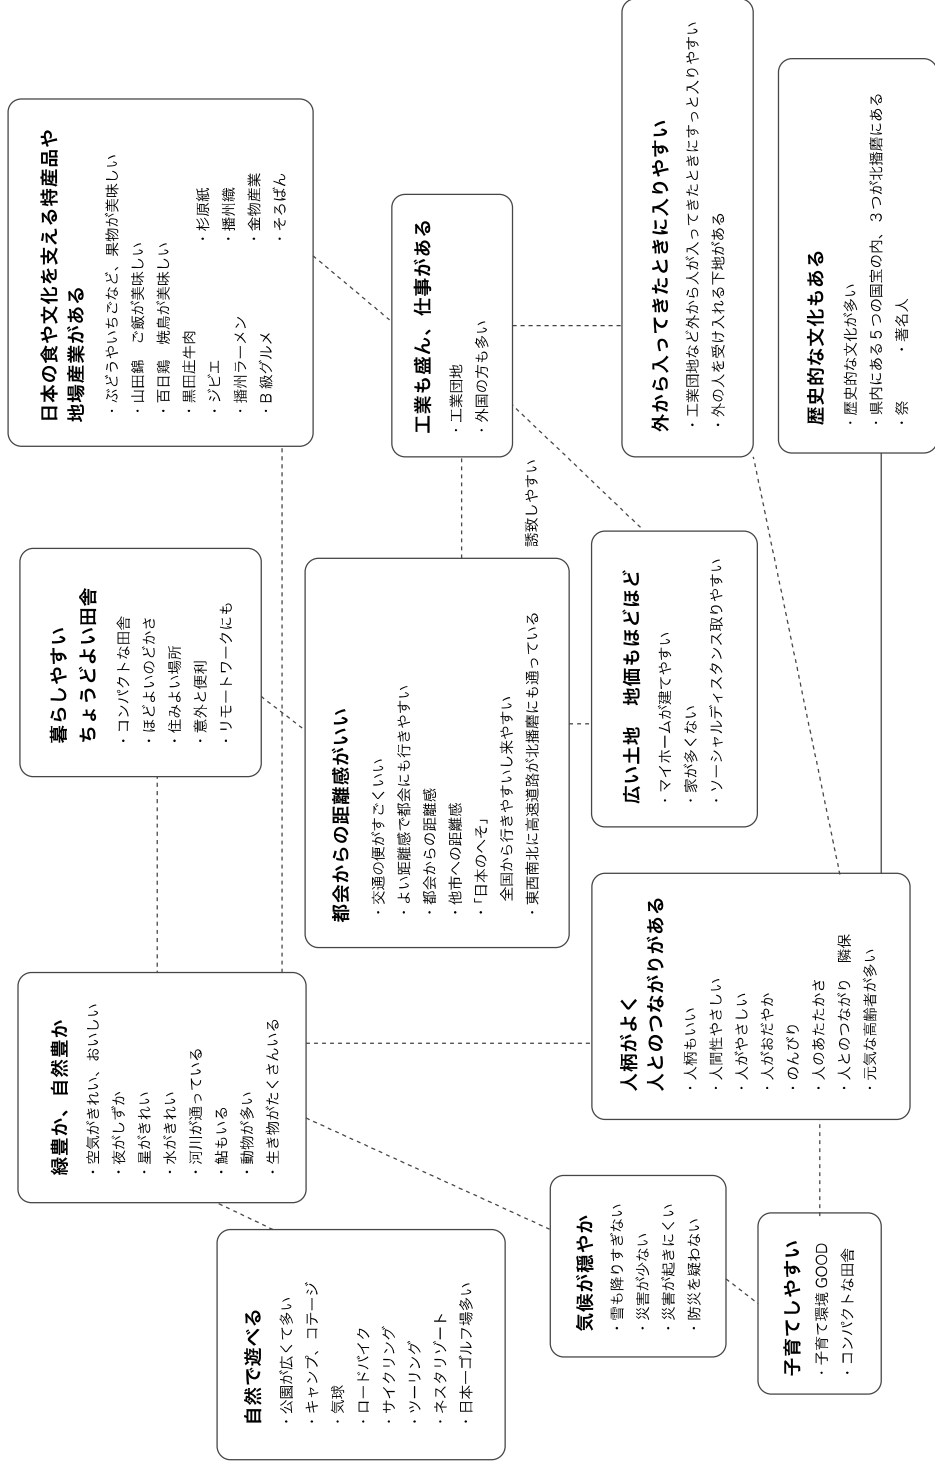 自然で遊べる
・公園が広くて多い
・キャンプ、コテージ
・気球
・ロードバイク
・サイクリング
・ツーリング
・ネスタリゾート
・日本一ゴルフ場多い
緑豊か、自然豊か
・空気がきれい、おいしい
・夜がしずか
・星がきれい
・水がきれい
・河川が通っている
・鮎もいる
・動物が多い
・生き物がたくさんいる
気候が穏やか
・雪も降りすぎない
・災害が少ない
・災害が起きにくい
・防災を疑わない
子育てしやすい
・子育て環境 GOOD
・コンパクトな田舎
暮らしやすい
ちょうどよい田舎
・コンパクトな田舎
・ほどよいのどかさ
・住みよい場所
・意外と便利
・リモートワークにも
都会からの距離感がいい
・交通の便がすごくいい
・よい距離感で都会にも行きやすい
・都会からの距離感
・他市への距離感
・「日本のへそ」
全国から行きやすいし来やすい
・東西南北に高速道路が北播磨にも通っている
人柄がよく
人とのつながりがある
・人柄もいい
・人間性やさしい
・人がやさしい
・人がおだやか
・のんびり
・人のあたたかさ
・人とのつながり　隣保
・元気な高齢者が多い
広い土地　地価もほどほど
・マイホームが建てやすい
・家が多くない
・ソーシャルディスタンス取りやすい
誘致しやすい
日本の食や文化を支える特産品や
地場産業がある
・ぶどうやいちごなど、果物が美味しい
・山田錦　ご飯が美味しい
・百日鶏　焼鳥が美味しい
・黒田庄牛肉
・ジビエ
・播州ラーメン
・B 級グルメ
・杉原紙
・播州織
・金物産業
・そろばん
工業も盛ん、仕事がある
・工業団地
・外国の方も多い
外から入ってきたときに入りやすい
・工業団地など外から人が入ってきたときにすっと入りやすい
・外の人を受け入れる下地がある
歴史的な文化もある
・歴史的な文化が多い
・県内にある 5 つの国宝の内、3 つが北播磨にある
・祭　　・著名人